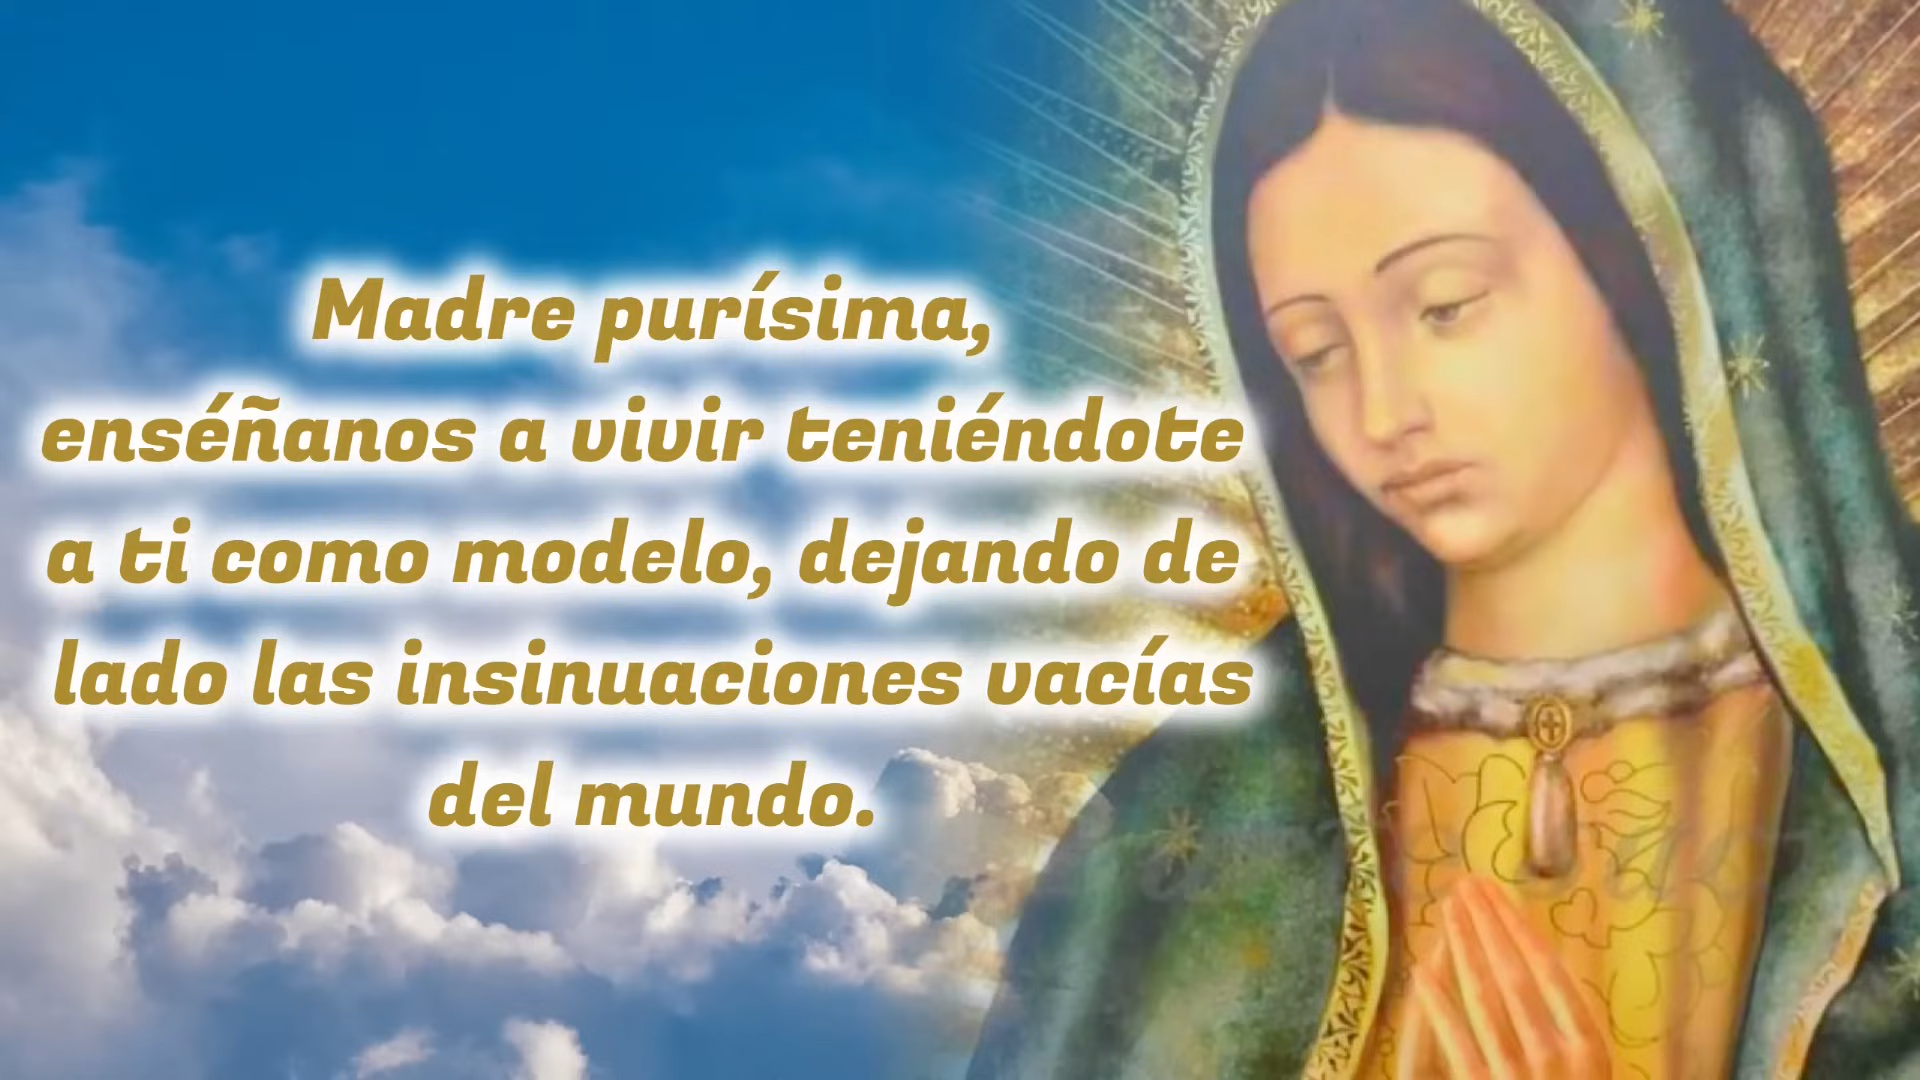 Madre purísima,
enséñanos a vivir teniéndote
a ti como modelo, dejando de
lado las insinuaciones vacías
del mundo.